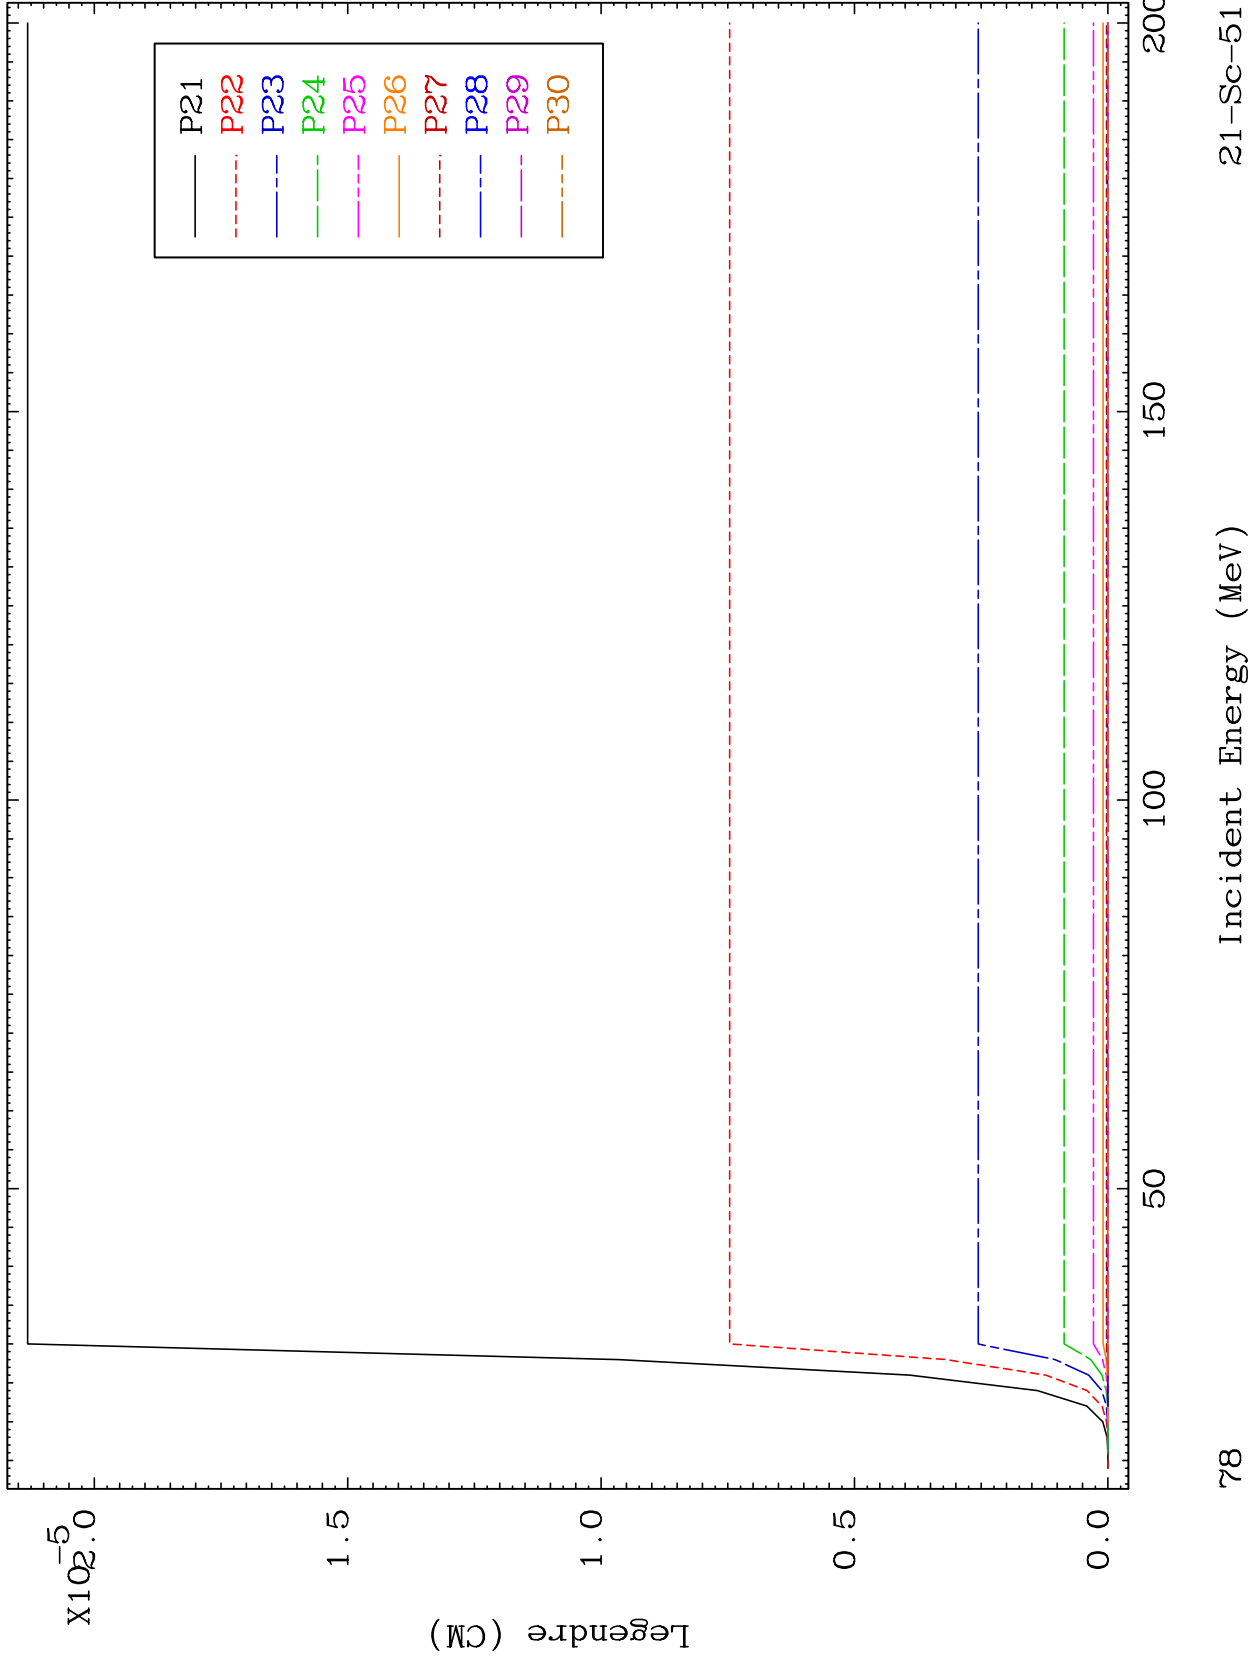 X10-5
2.0
1.5
1.0
0.5
0.0
Legendre (CM)
P21
P22
P23
P24
P25
P26
P27
P28
P29
P30
50
100
150
200
78
Incident Energy (MeV)
21-Sc-51